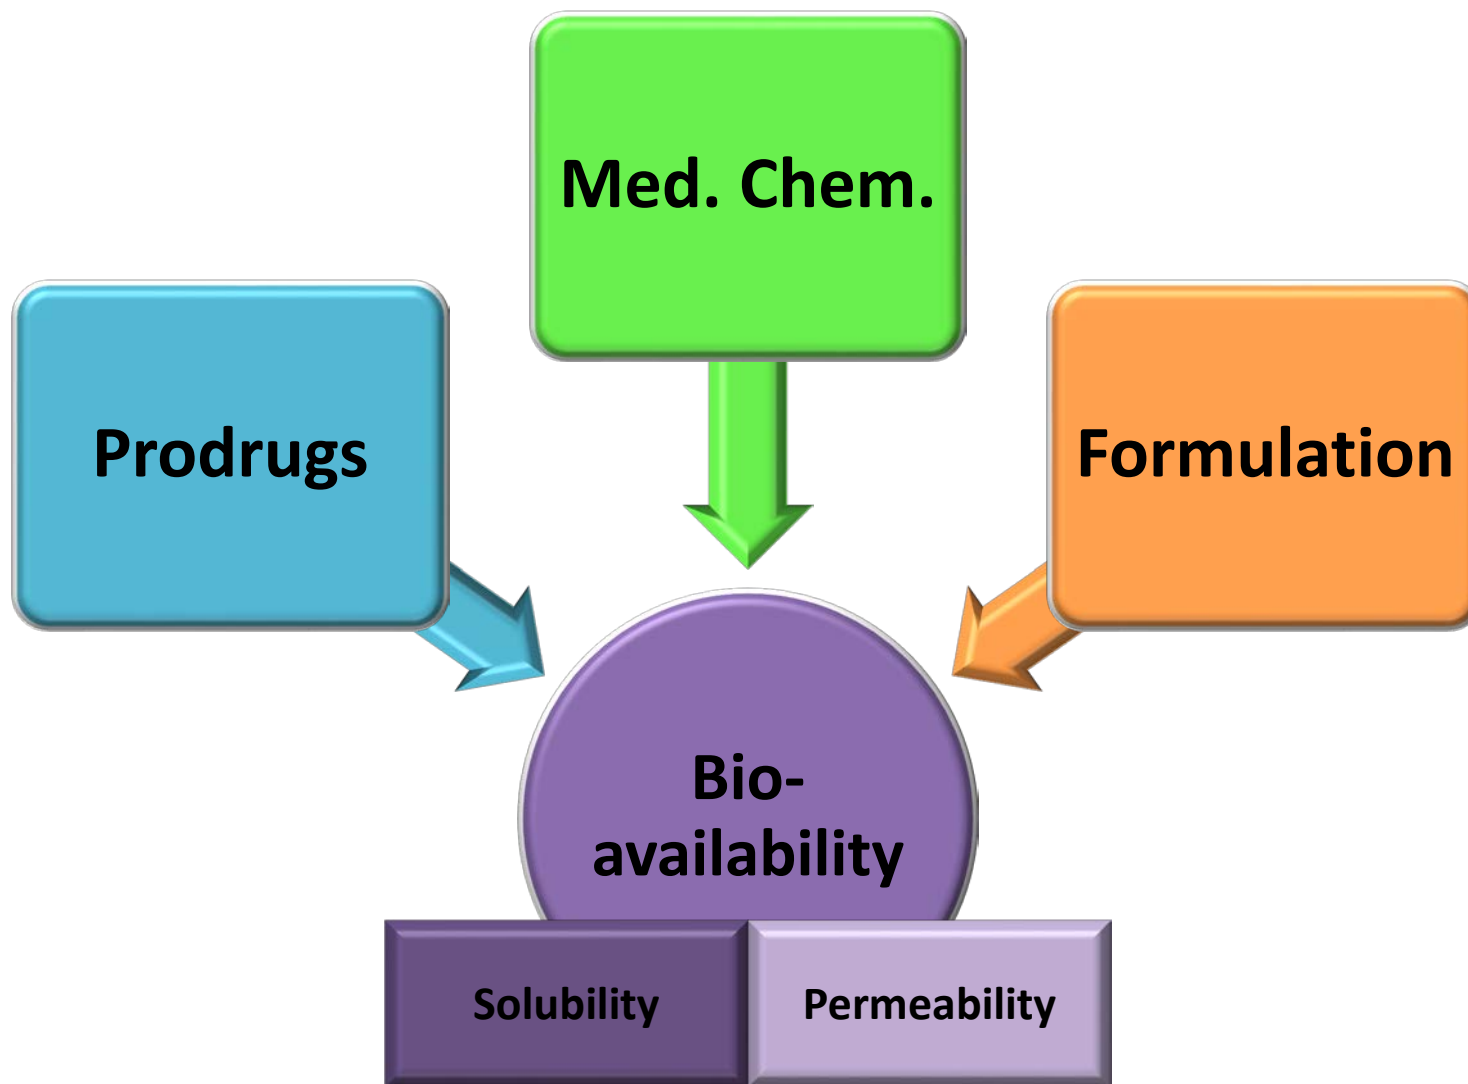 Med. Chem.
Prodrugs
Formulation
Bio-
availability
Solubility
Permeability